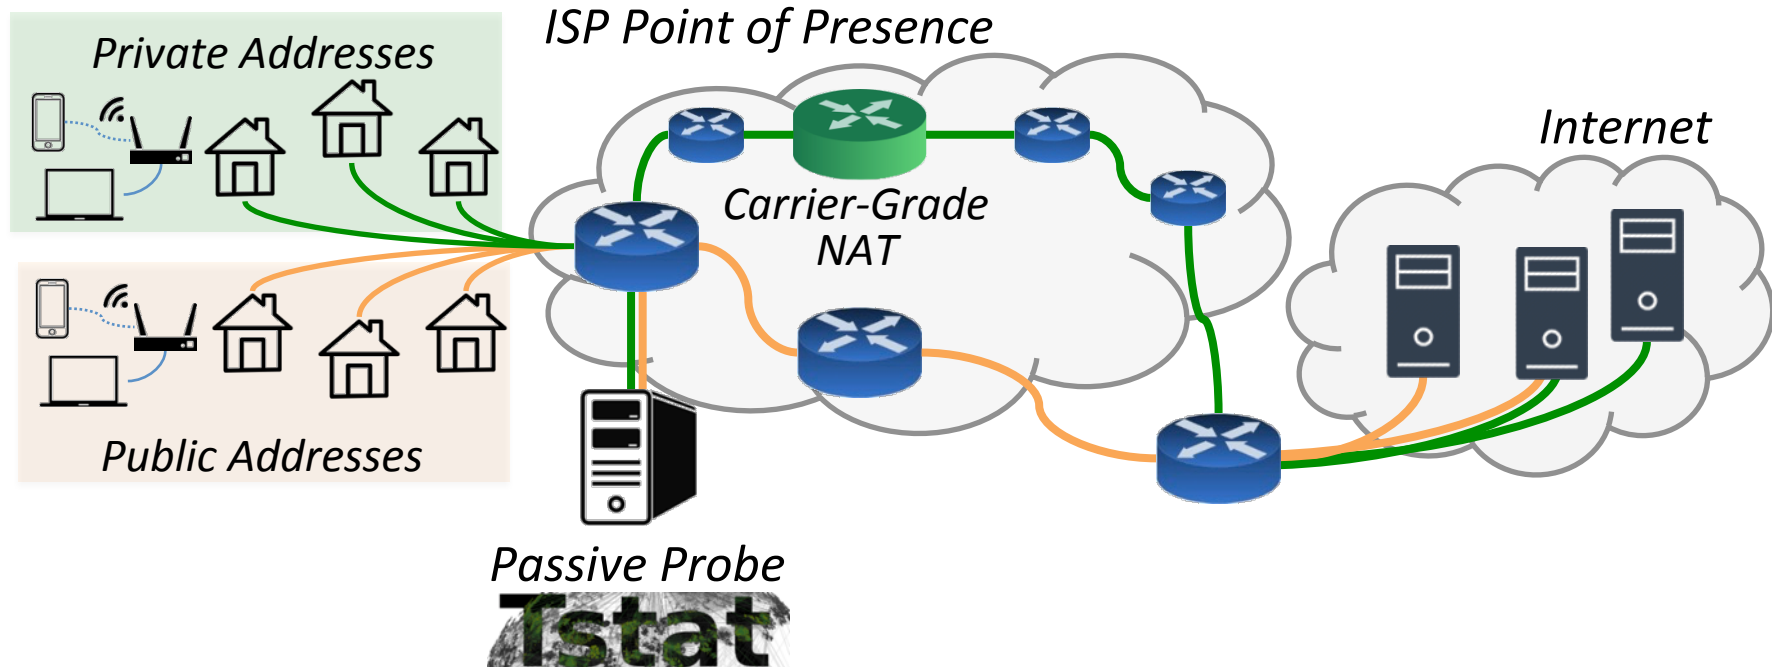 ISP Point of Presence
Private Addresses
Internet
Carrier-Grade
NAT
Public Addresses
Passive Probe
Tstat